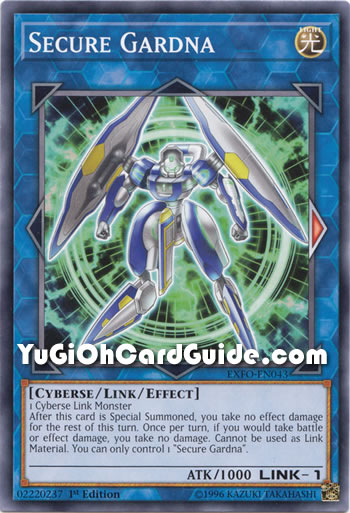 Secure Gardna
LIGHT
光
YuGiOhCardGuide.com
EXFO-EN043
[Cyberse/Link/Effect]
1 Cyberse Link Monster
After this card is Special Summoned, you take no effect damage
for the rest of this turn. Once per turn, if you would take battle
or effect damage, you take no damage. Cannot be used as Link
Material. You can only control 1 "Secure Gardna".
ATK/1000 LINK-1
02220237 1st Edition ©1996 KAZUKI TAKAHASHI